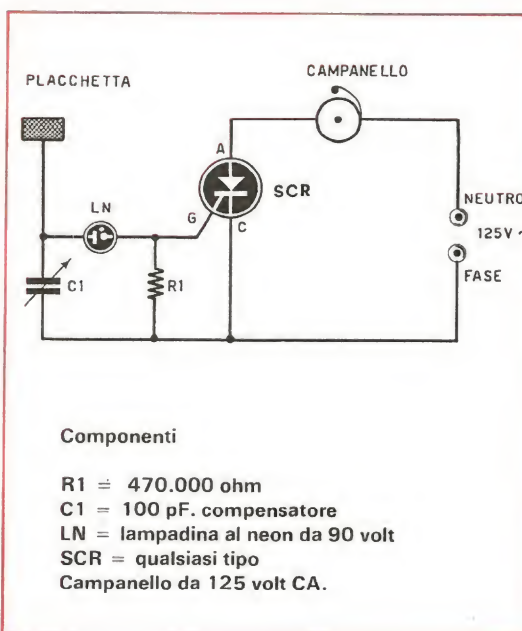 PLACCHETTA
CAMPANELLO
A
SCR
G
C
LN
C1
R1
NEUTRO
125V ~
FASE
Componenti
R1 = 470.000 ohm
C1 = 100 pF. compensatore
LN = lampadina al neon da 90 volt
SCR = qualsiasi tipo
Campanello da 125 volt CA.